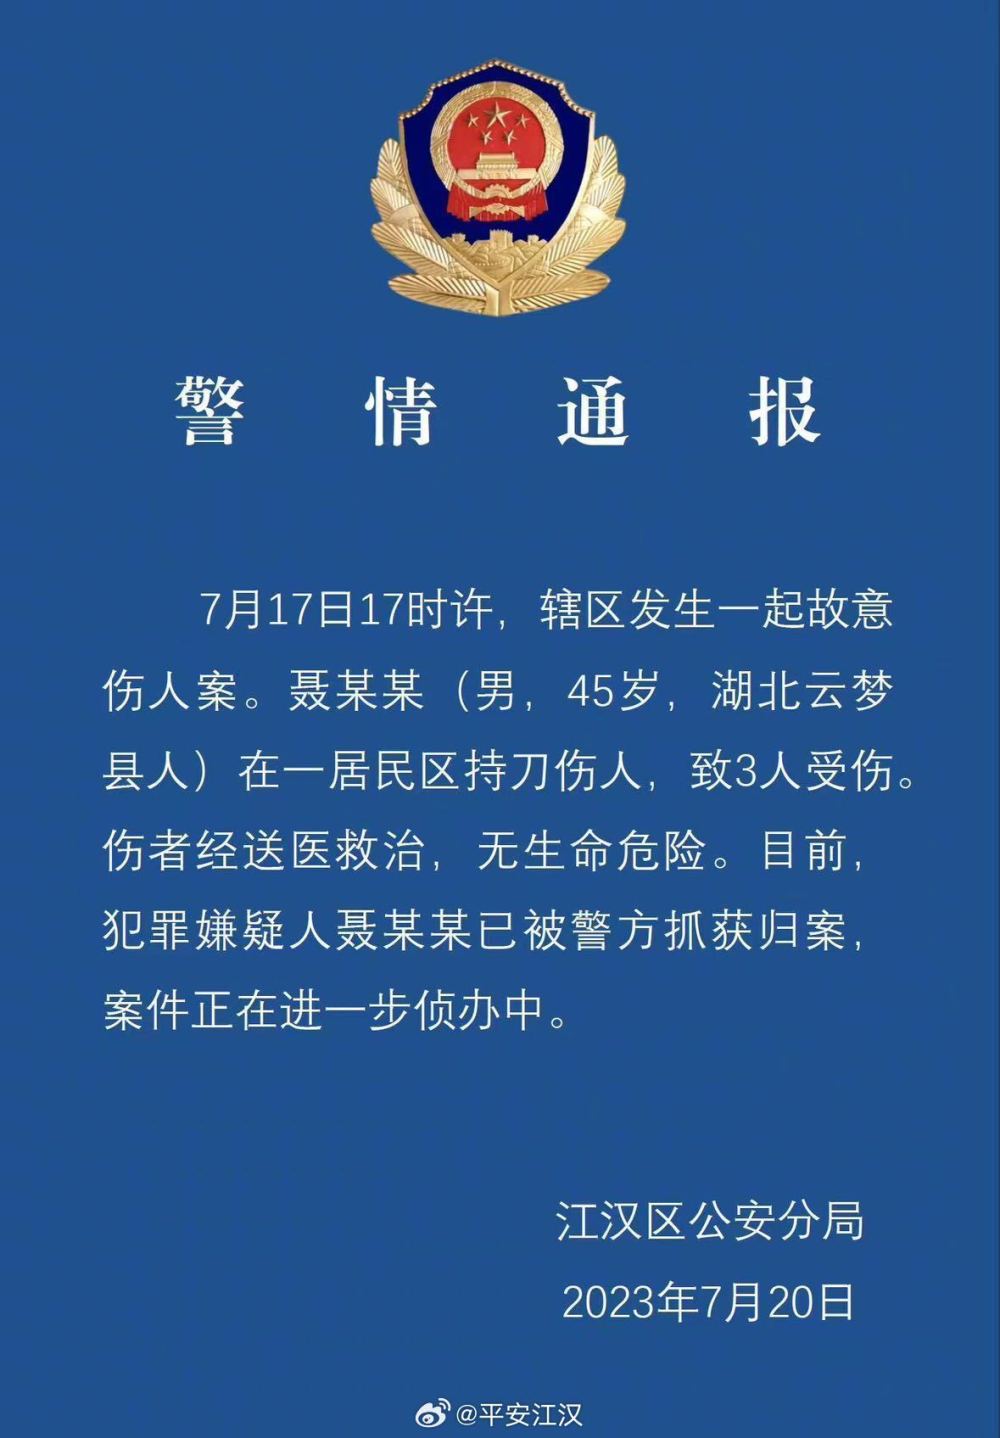 警情通报
7月17日17时许，辖区发生一起故意
伤人案。聂某某（男，45岁，湖北云梦
县人）在一居民区持刀伤人，致3人受伤。
伤者经送医救治，无生命危险。目前，
犯罪嫌疑人聂某某已被警方抓获归案，
案件正在进一步侦办中。
江汉区公安分局
2023年7月20日
@平安江汉